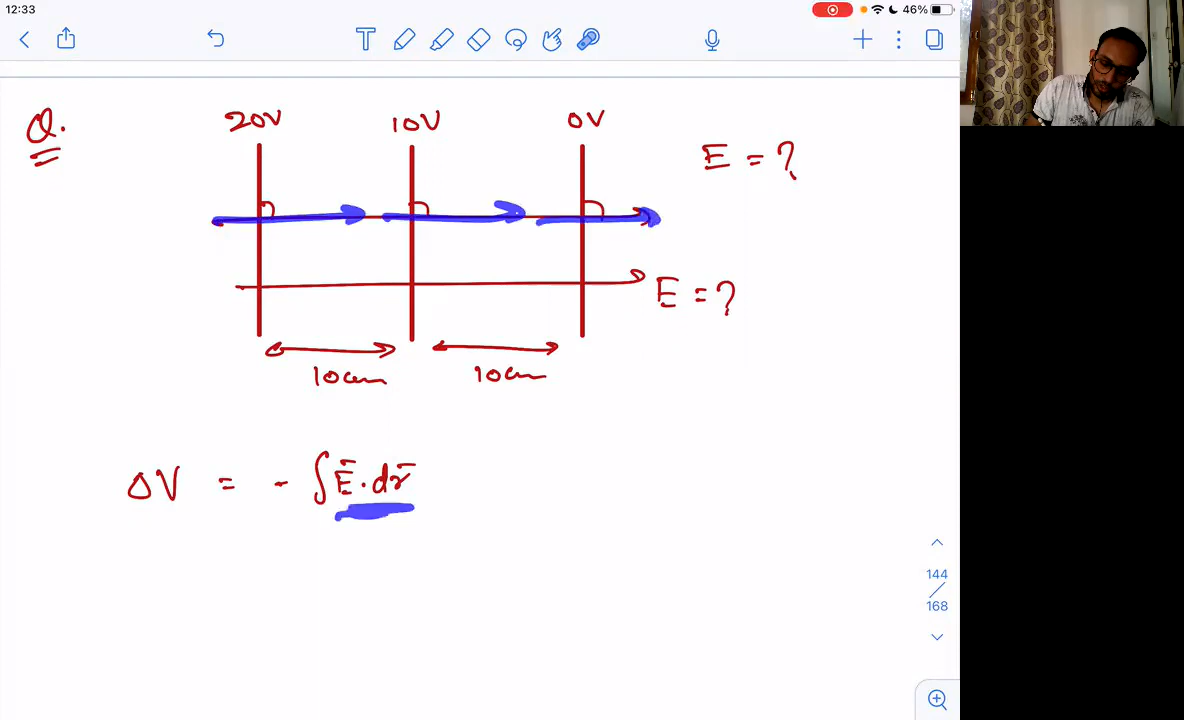 12:33
46%
Q.
20V 10V 0V
E = ?
E = ?
10cm 10cm
ΔV = - ∫ E̅ . dr̅
144
168